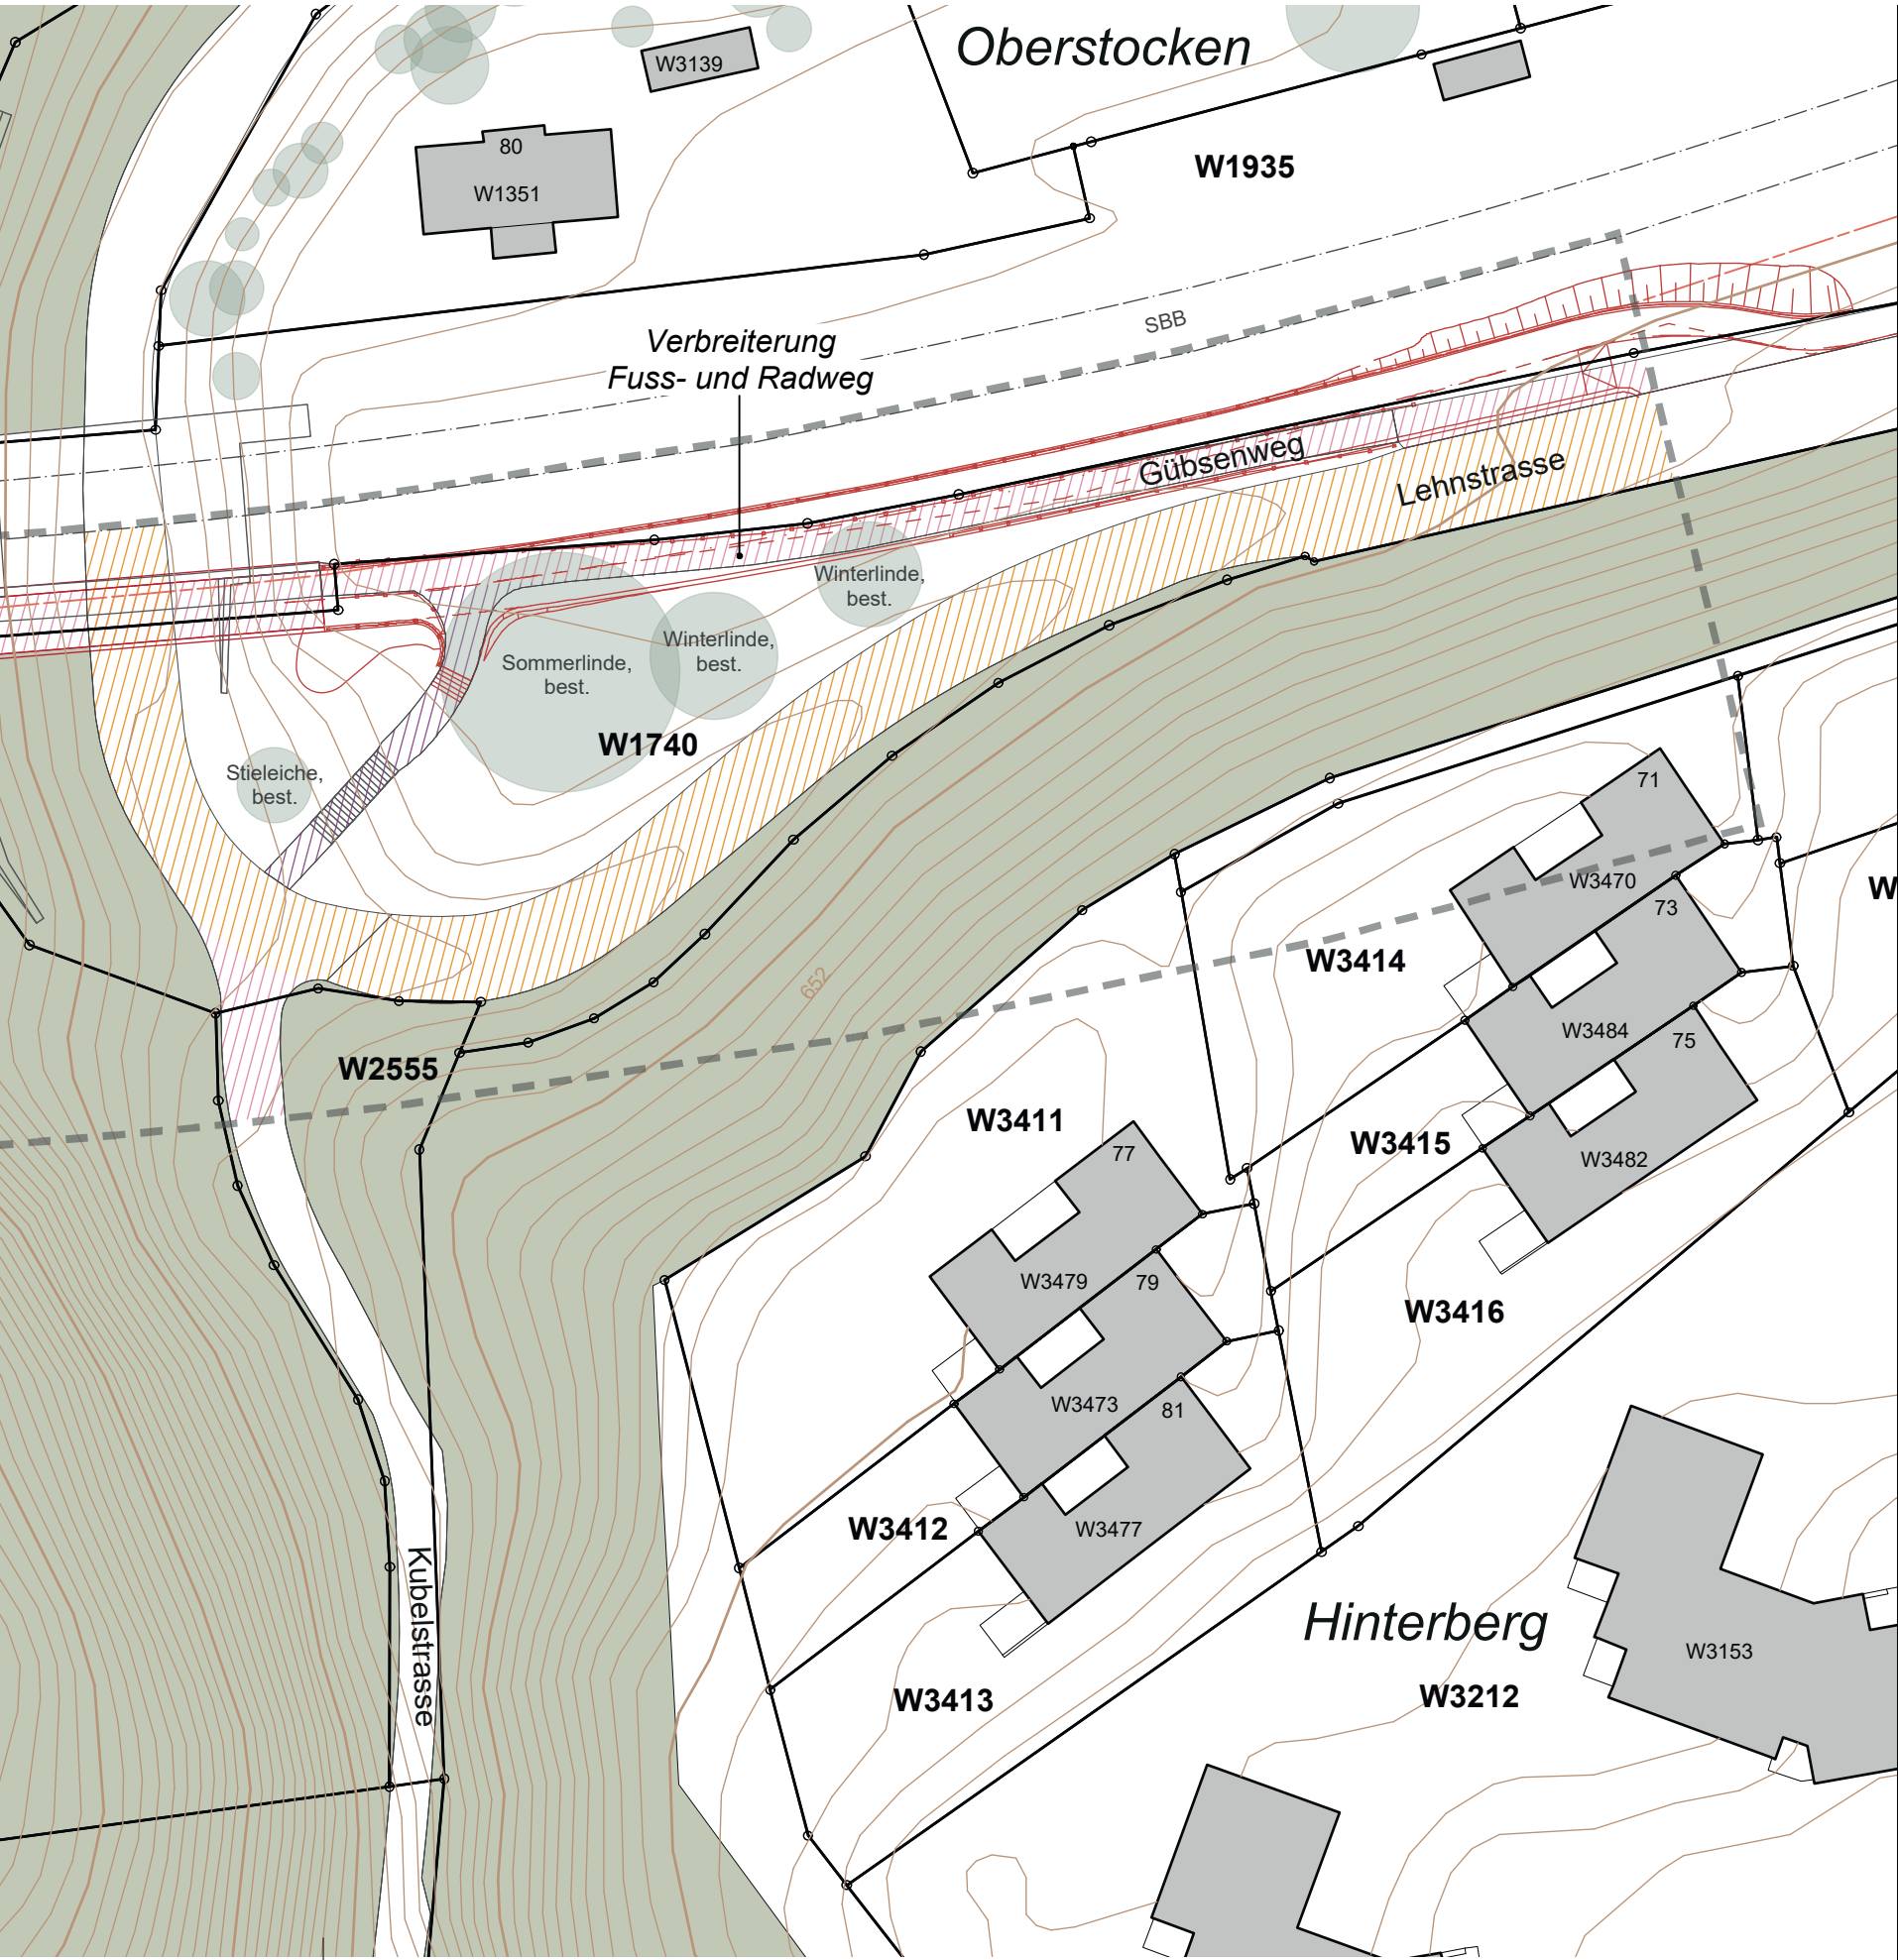 Oberstocken
W3139
80
W1351
W1935
SBB
Verbreiterung
Fuss- und Radweg
Gübsenweg
Lehnstrasse
Winterlinde,
best.
Winterlinde,
best.
Sommerlinde,
best.
W1740
Stieleiche,
best.
71
W3470
73
W
W3414
652
W3484
75
W2555
W3411
W3415
77
W3482
W3479
79
W3416
W3473
81
W3412
W3477
Kubelstrasse
Hinterberg
W3153
W3413
W3212